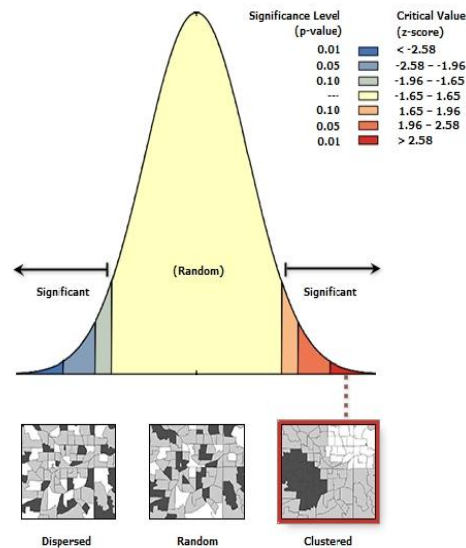 Significance Level Critical Value
(p-value) (z-score)
0.01 < -2.58
0.05 -2.58 – -1.96
0.10 -1.96 – -1.65
--- -1.65 – 1.65
0.10 1.65 – 1.96
0.05 1.96 – 2.58
0.01 > 2.58
(Random)
Significant Significant
Dispersed Random Clustered